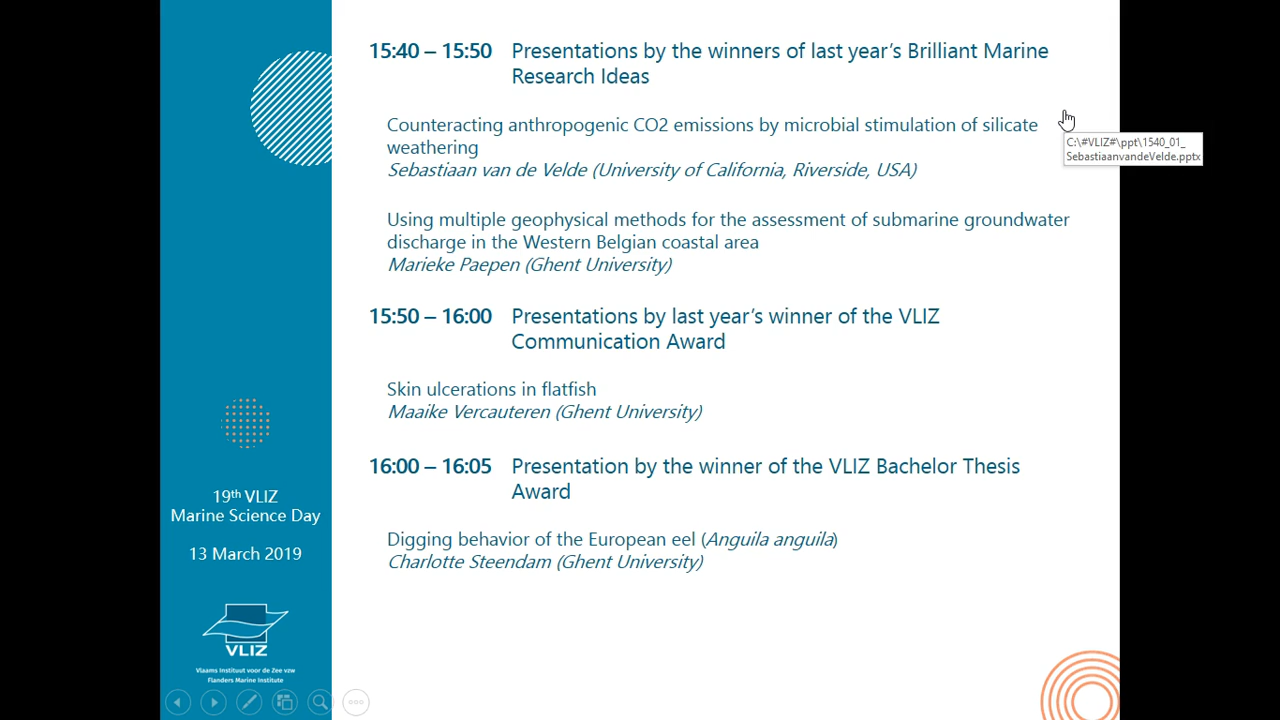 15:40 – 15:50 Presentations by the winners of last year's Brilliant Marine
Research Ideas
Counteracting anthropogenic CO2 emissions by microbial stimulation of silicate
weathering
Sebastiaan van de Velde (University of California, Riverside, USA)
C:\#VLIZ#\ppt\1540_01_
SebastiaanvandeVelde.pptx
Using multiple geophysical methods for the assessment of submarine groundwater
discharge in the Western Belgian coastal area
Marieke Paepen (Ghent University)
15:50 – 16:00 Presentations by last year's winner of the VLIZ
Communication Award
Skin ulcerations in flatfish
Maaike Vercauteren (Ghent University)
16:00 – 16:05 Presentation by the winner of the VLIZ Bachelor Thesis
Award
Digging behavior of the European eel (Anguila anguila)
Charlotte Steendam (Ghent University)
19th VLIZ
Marine Science Day
13 March 2019
VLIZ
Vlaams Instituut voor de Zee vzw
Flanders Marine Institute